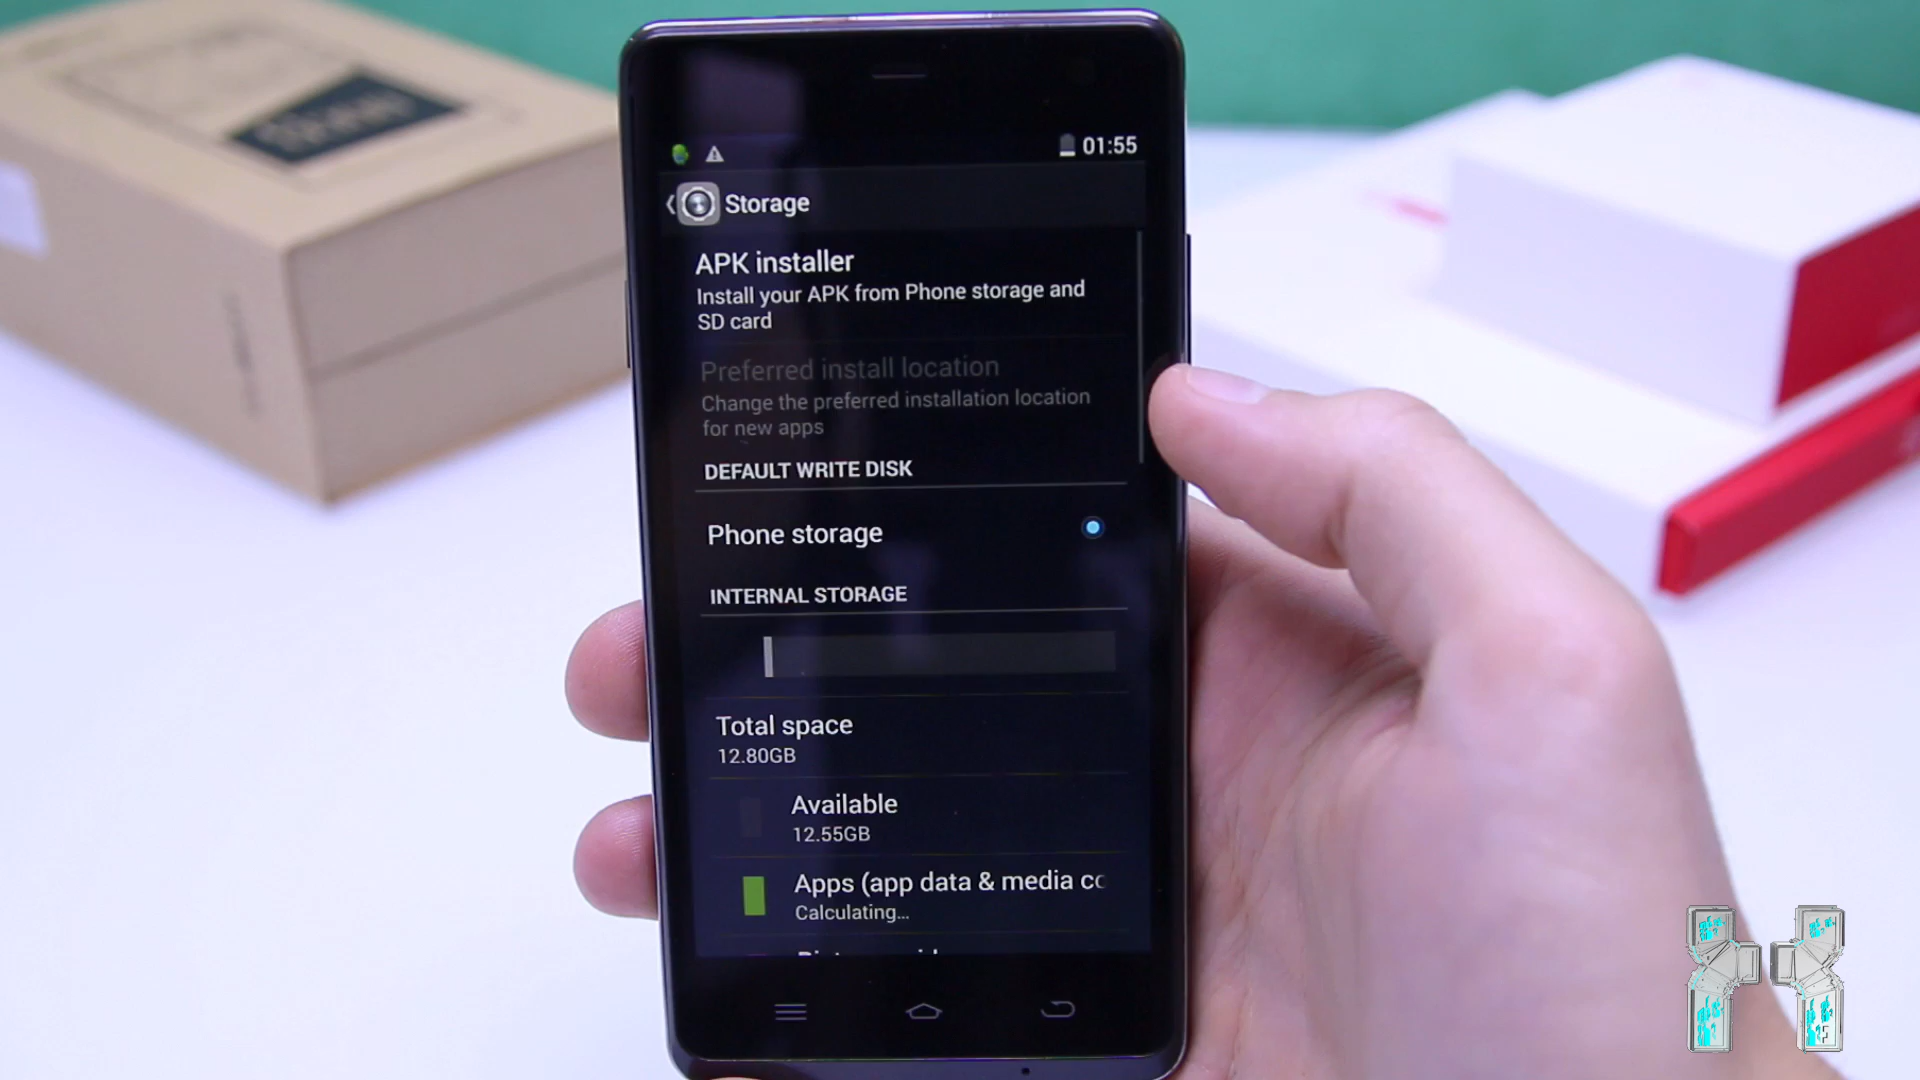 01:55
Storage
APK installer
Install your APK from Phone storage and
SD card
Preferred install location
Change the preferred installation location
for new apps
DEFAULT WRITE DISK
Phone storage
INTERNAL STORAGE
Total space
12.80GB
Available
12.55GB
Apps (app data & media co
Calculating...